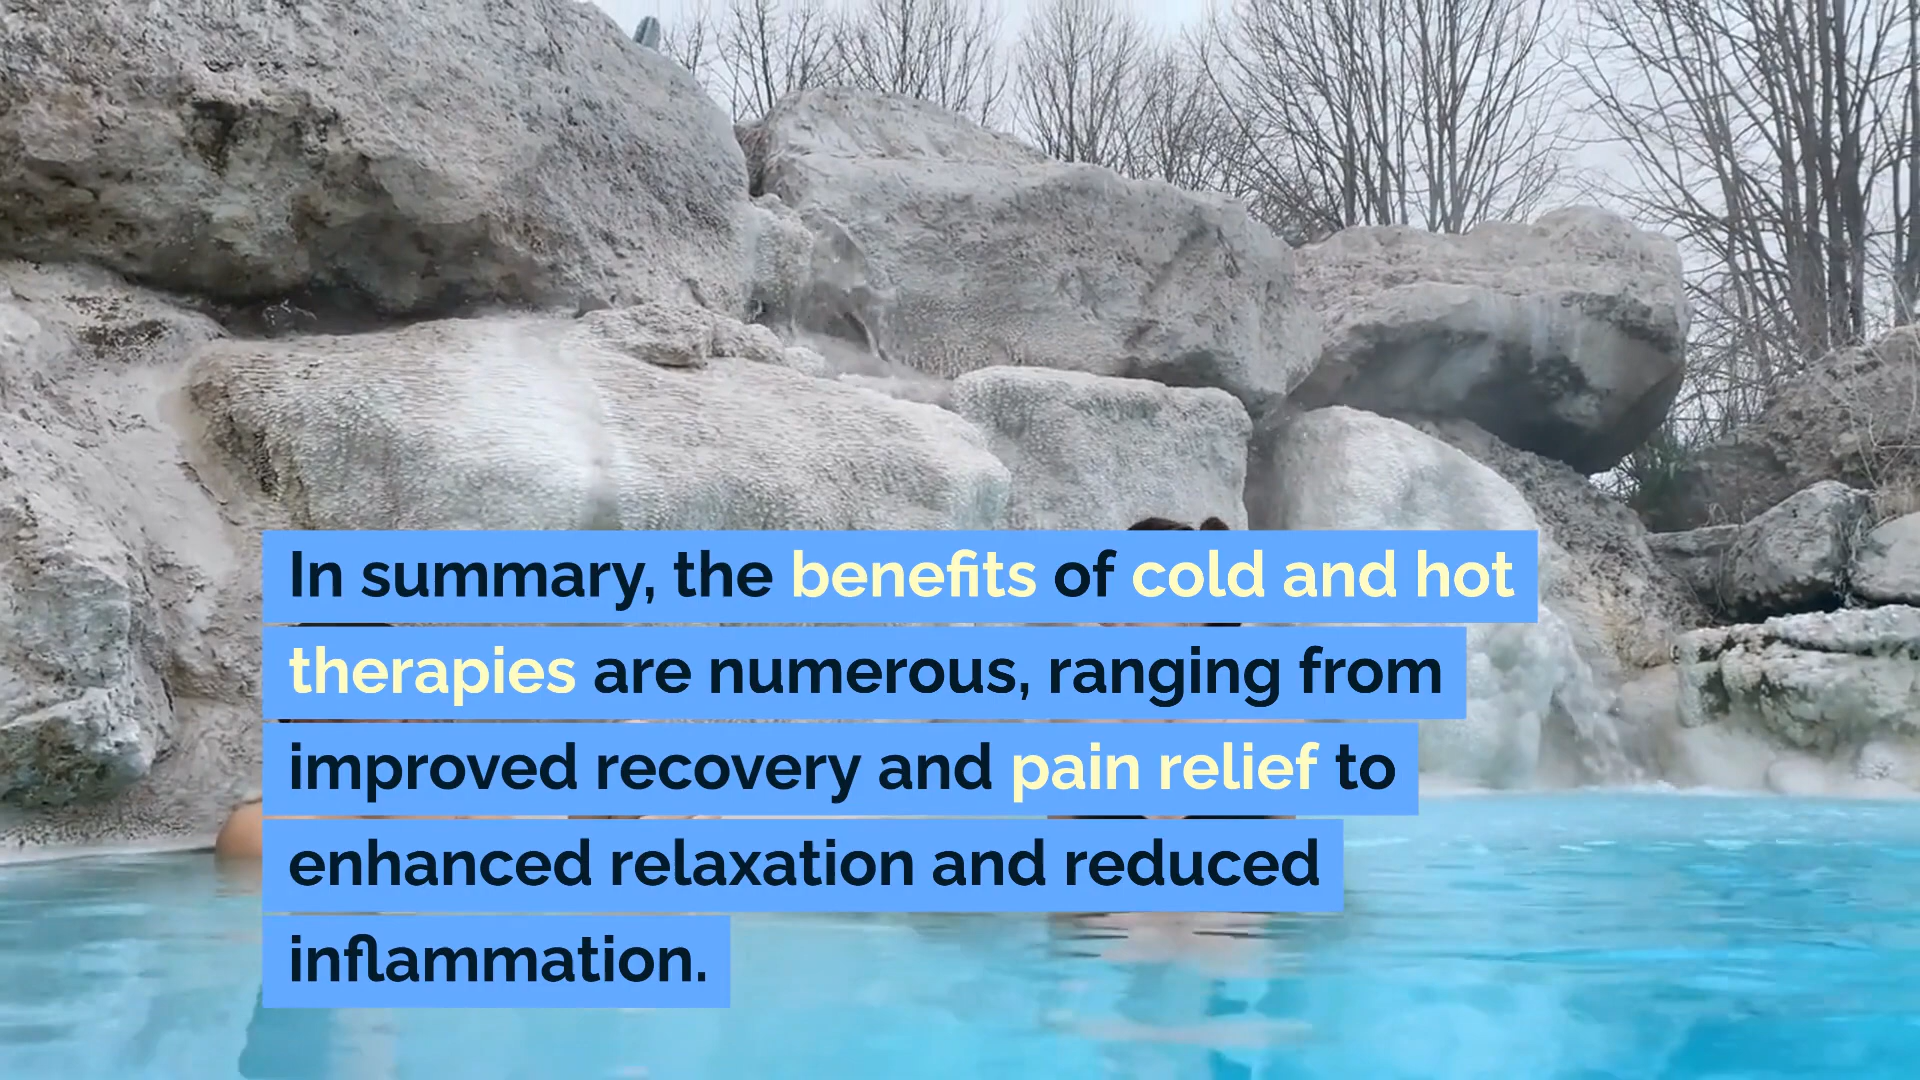 In summary, the benefits of cold and hot
therapies are numerous, ranging from
improved recovery and pain relief to
enhanced relaxation and reduced
inflammation.